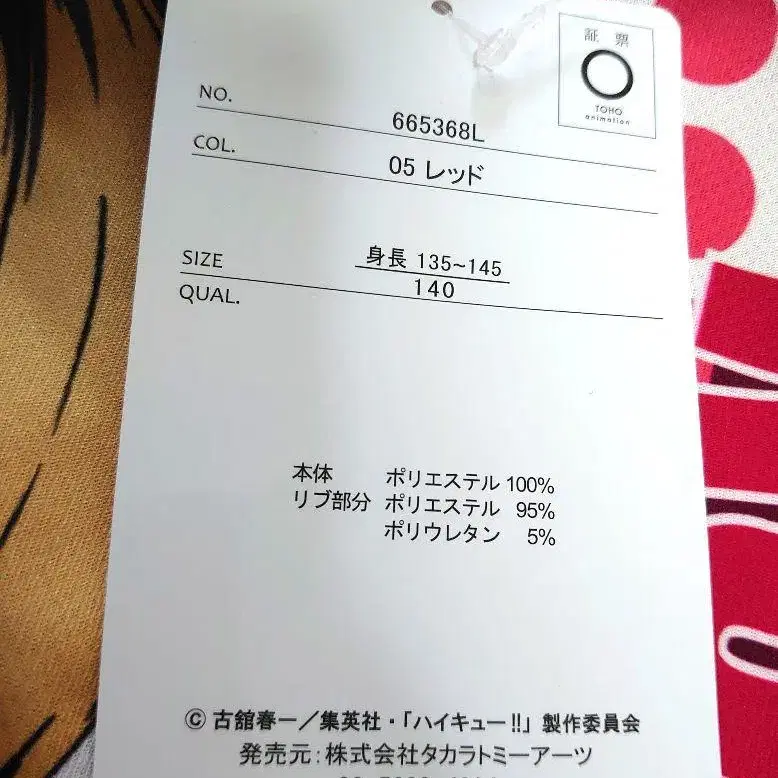 証 票
TOHO
animation
NO. 665368L
COL. 05 レッド
SIZE 身長 135~145
140
QUAL.
本体 ポリエステル 100%
リブ部分 ポリエステル 95%
ポリウレタン 5%
© 古舘春一／集英社・「ハイキュー!!」製作委員会
発売元：株式会社タカラトミーアーツ